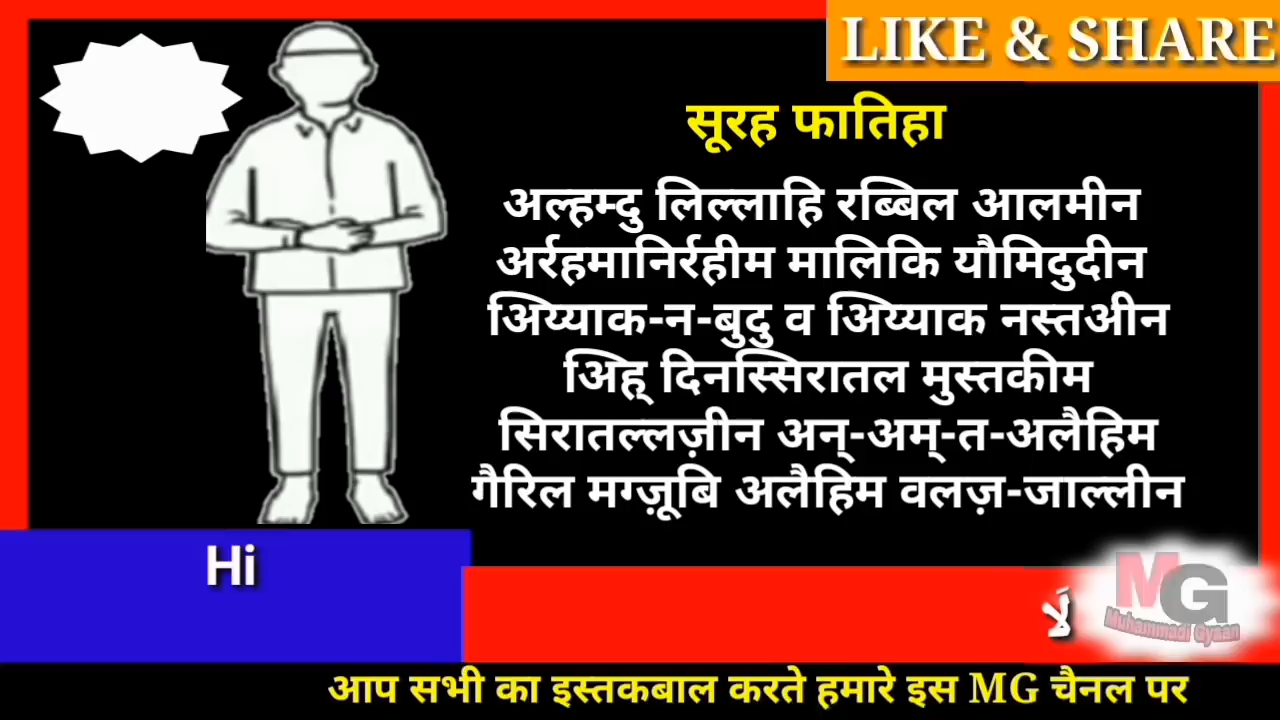 LIKE & SHARE
सूरह फातिहा
अल्हम्दु लिल्लाहि रब्बिल आलमीन
अर्रहमानिर्रहीम मालिकि यौमिदुदीन
अिय्याक-न-बुदु व अिय्याक नस्तअीन
अिह् दिनस्सिरातल मुस्तकीम
सिरातल्लज़ीन अन्-अम्-त-अलैहिम
गैरिल मग्ज़ूबि अलैहिम वलज़-जाल्लीन
Hi
لَا
MG
Muhammadi Gyaan
आप सभी का इस्तकबाल करते हमारे इस MG चैनल पर